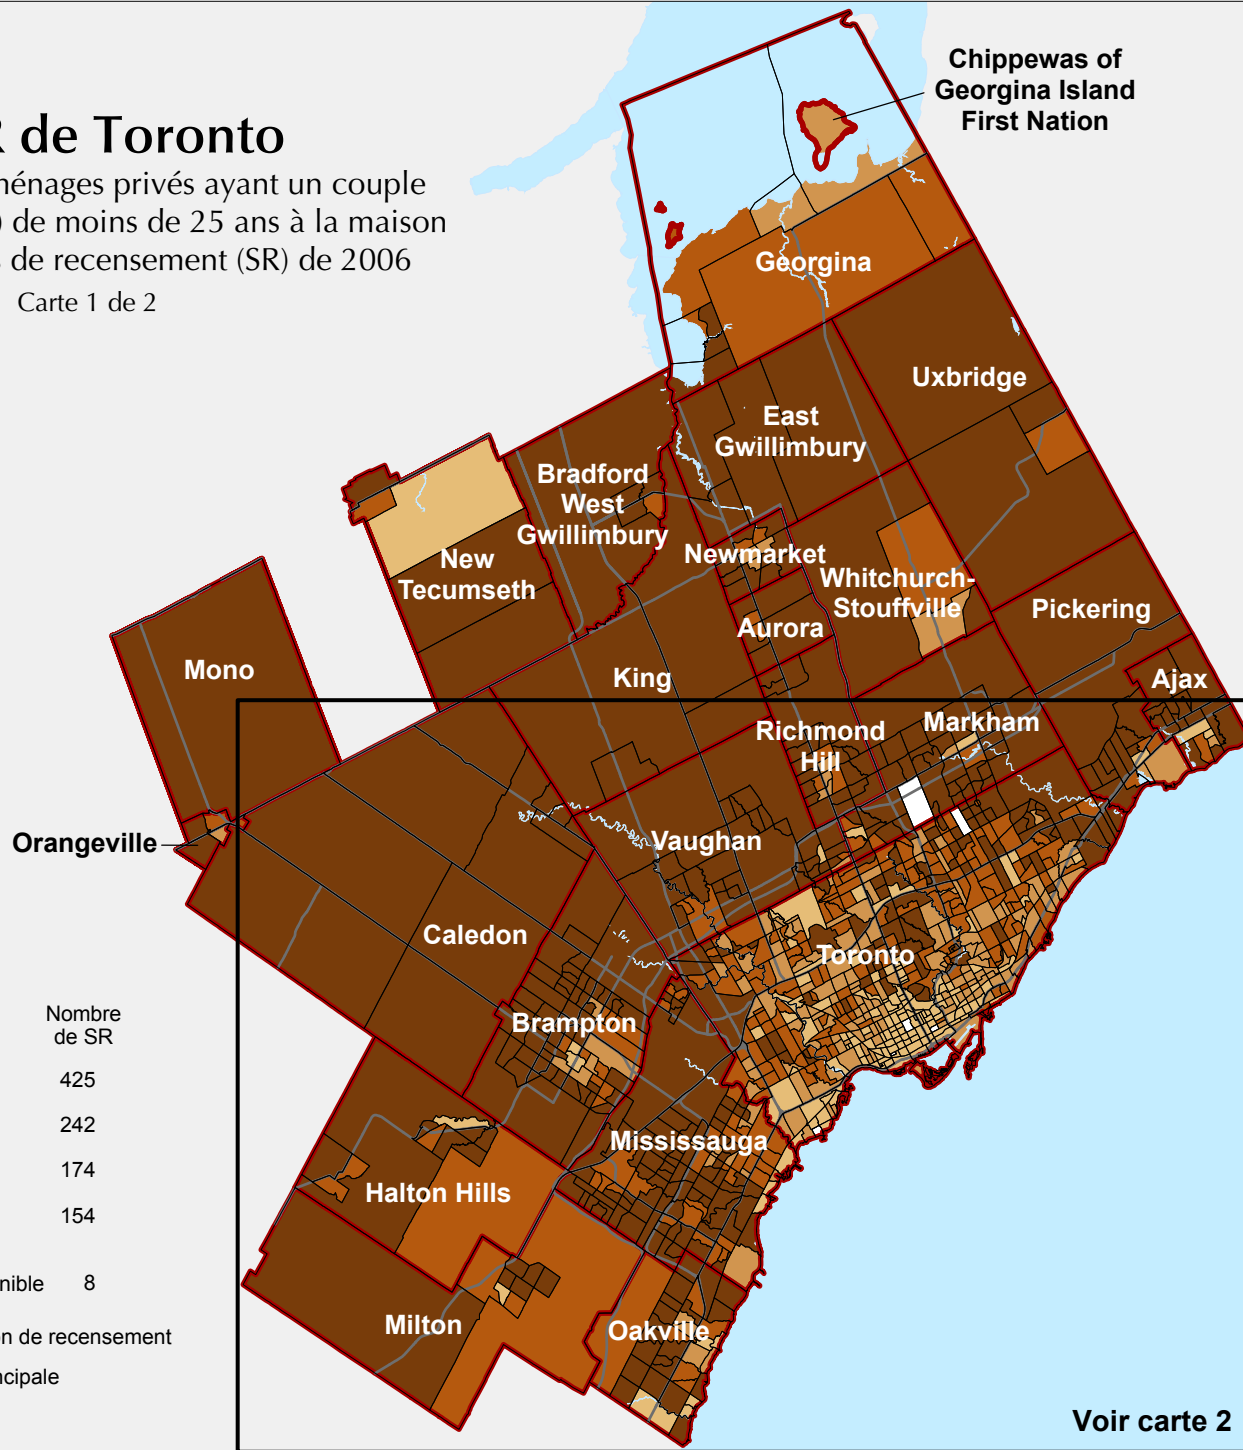 R de Toronto
ménages privés ayant un couple
) de moins de 25 ans à la maison
s de recensement (SR) de 2006
Carte 1 de 2
Chippewas of
Georgina Island
First Nation
Georgina
Uxbridge
East
Gwillimbury
Bradford
West
Gwillimbury
New
Tecumseth
Newmarket
Whitchurch-
Stouffville
Pickering
Aurora
Mono
King
Ajax
Richmond
Hill
Markham
Orangeville
Vaughan
Caledon
Toronto
Brampton
Mississauga
Halton Hills
Milton
Oakville
Nombre
de SR
425
242
174
154
nible 8
n de recensement
ncipale
Voir carte 2